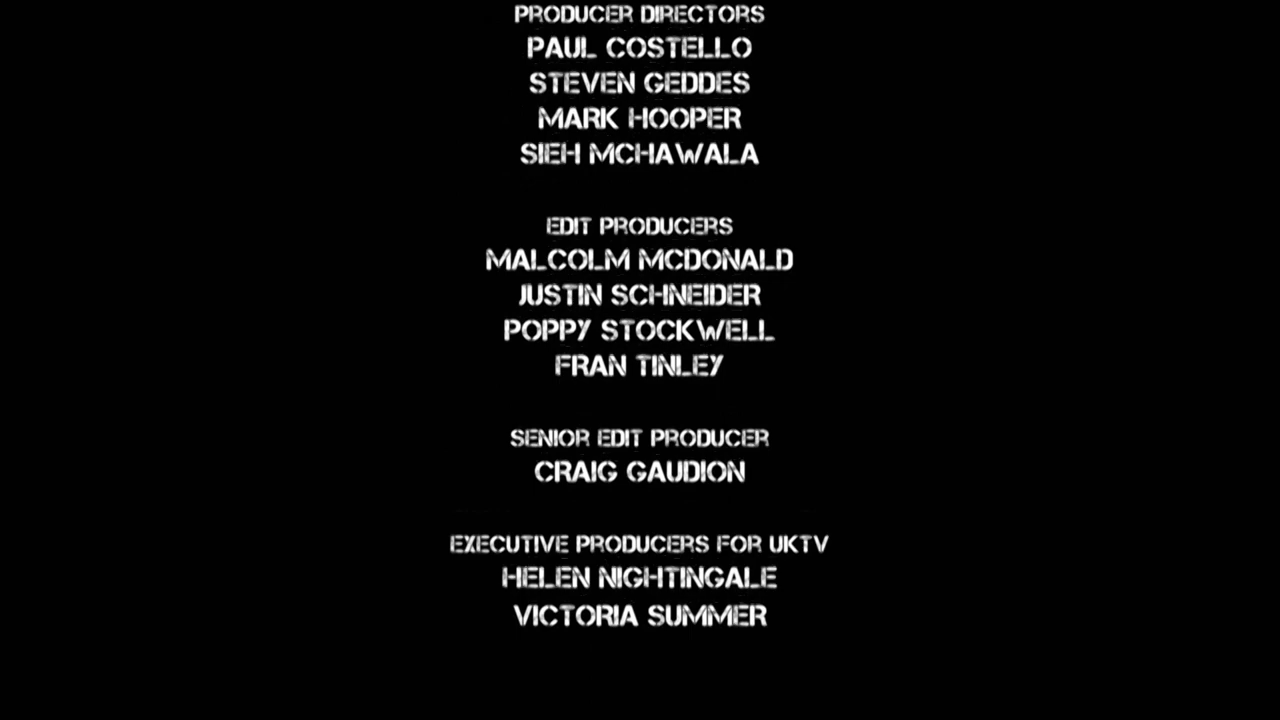 PRODUCER DIRECTORS
PAUL COSTELLO
STEVEN GEDDES
MARK HOOPER
SIEH MCHAWALA
EDIT PRODUCERS
MALCOLM MCDONALD
JUSTIN SCHNEIDER
POPPY STOCKWELL
FRAN TINLEY
SENIOR EDIT PRODUCER
CRAIG GAUDION
EXECUTIVE PRODUCERS FOR UKTV
HELEN NIGHTINGALE
VICTORIA SUMMER